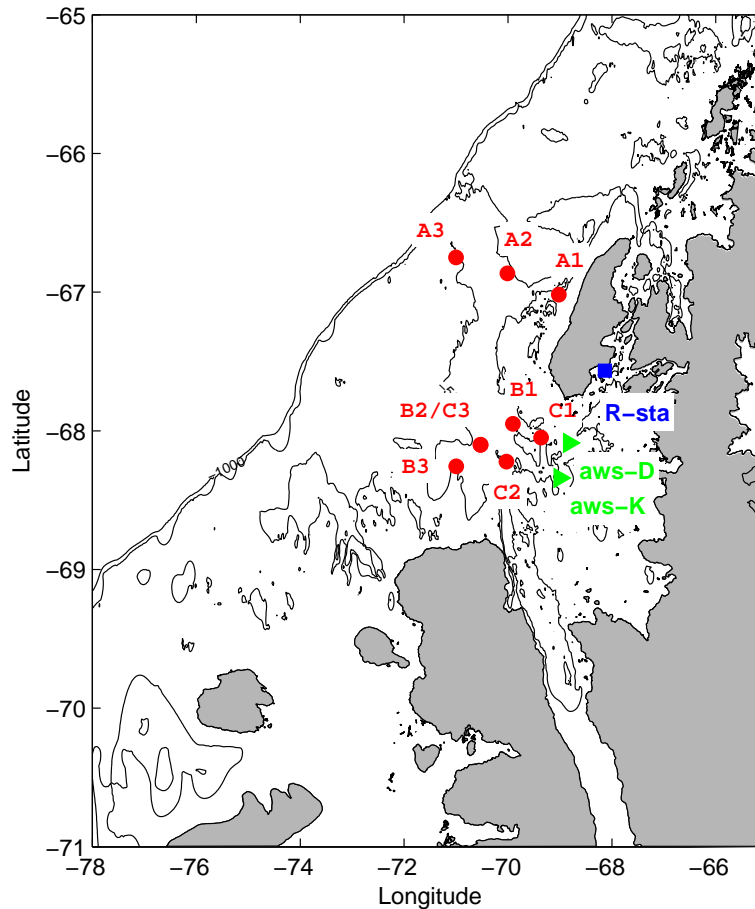 −65
−66
A3
A2
A1
−67
B1
B2/C3
C1
R−sta
−68
1000
B3
aws−D
C2
aws−K
−69
−70
−71
−78
−76
−74
−72
−70
−68
−66
Longitude
Latitude